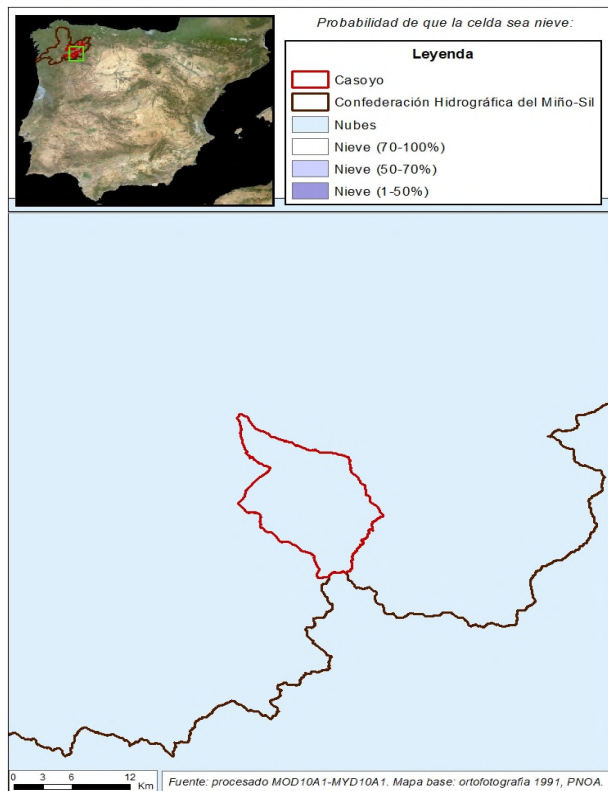 Probabilidad de que la celda sea nieve:
Leyenda
Casoyo
Confederación Hidrográfica del Miño-Sil
Nubes
Nieve (70-100%)
Nieve (50-70%)
Nieve (1-50%)
0 3 6 12
Km
Fuente: procesado MOD10A1-MYD10A1. Mapa base: ortofotografía 1991, PNOA.